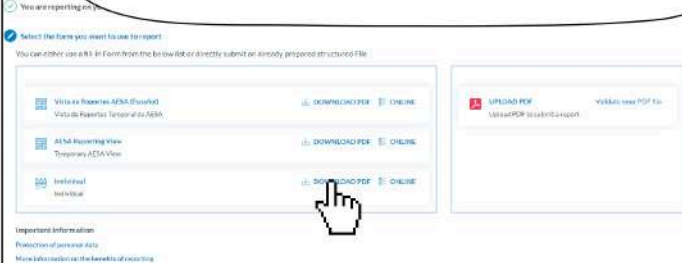 You are reporting on
Select the form you want to use to report
You can either use a fill in Form from the below list or directly submit an already prepared structured File
Vista de Reportes AESA (Español)
DOWNLOAD PDF
ONLINE
Vista de Reportes Temporal de AESA
AESA Reporting View
DOWNLOAD PDF
ONLINE
Temporary AESA View
Individual
DOWNLOAD PDF
ONLINE
Individual
UPLOAD PDF
Validate your PDF file
Upload PDF to submit a report
Important information
Protection of personal data
More information on the benefits of reporting